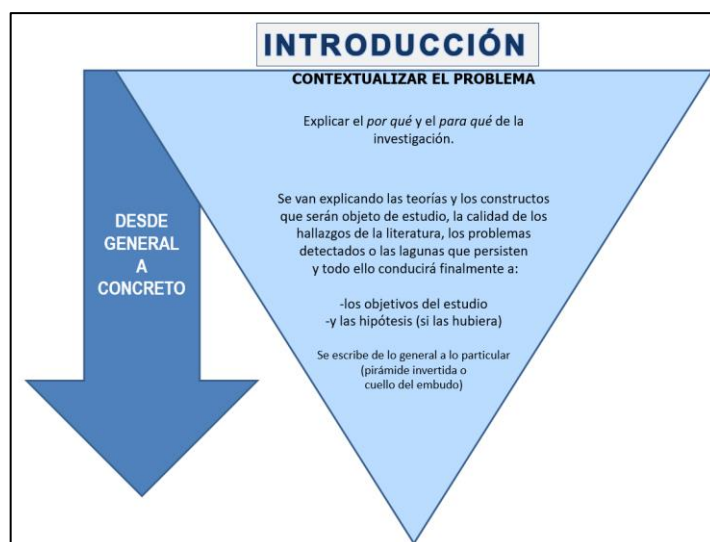 INTRODUCCIÓN
CONTEXTUALIZAR EL PROBLEMA
Explicar el por qué y el para qué de la
investigación.
DESDE
GENERAL
A
CONCRETO
Se van explicando las teorías y los constructos
que serán objeto de estudio, la calidad de los
hallazgos de la literatura, los problemas
detectados o las lagunas que persisten
y todo ello conducirá finalmente a:
-los objetivos del estudio
-y las hipótesis (si las hubiera)
Se escribe de lo general a lo particular
(pirámide invertida o
cuello del embudo)